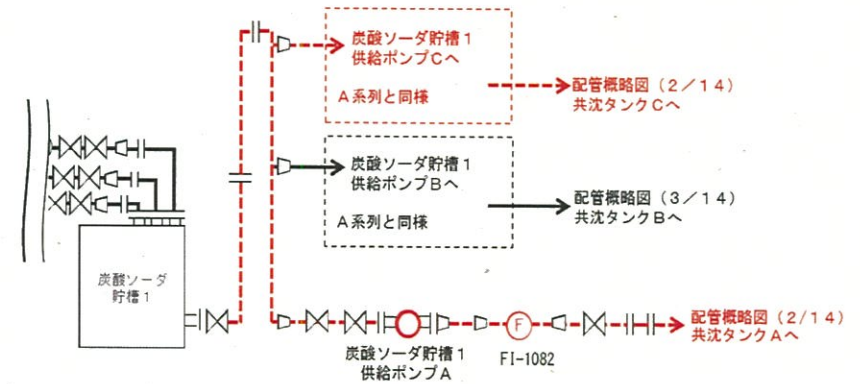 炭酸ソーダ貯槽1
供給ポンプCへ
A系列と同様
配管概略図(2/14)
共沈タンクCへ
炭酸ソーダ貯槽1
供給ポンプBへ
A系列と同様
配管概略図(3/14)
共沈タンクBへ
炭酸ソーダ
貯槽1
F
配管概略図(2/14)
共沈タンクAへ
炭酸ソーダ貯槽1
供給ポンプA
FI-1082